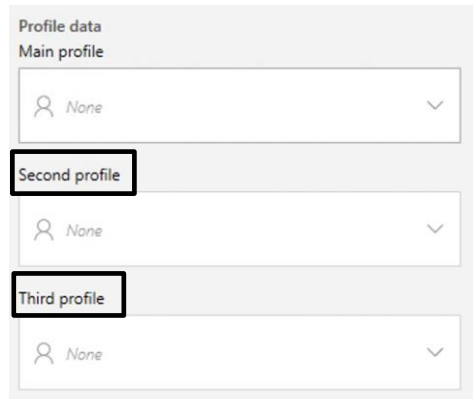 Profile data
Main profile
None
Second profile
None
Third profile
None